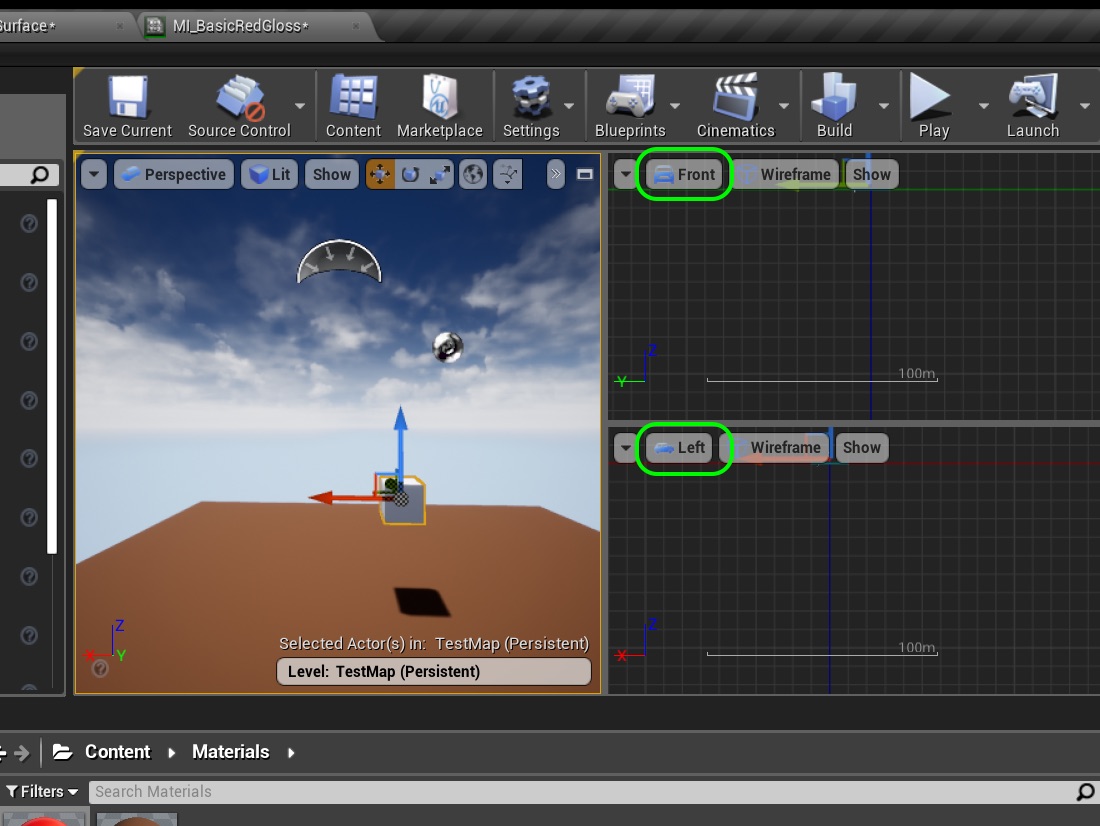 Surface*
MI_BasicRedGloss*
Save Current
Source Control
Content
Marketplace
Settings
Blueprints
Cinematics
Build
Play
Launch
Perspective
Lit
Show
Front
Wireframe
Show
Z
Y
100m
Left
Wireframe
Show
Z
X
100m
Z
X
Y
Selected Actor(s) in: TestMap (Persistent)
Level: TestMap (Persistent)
Content
Materials
Filters
Search Materials